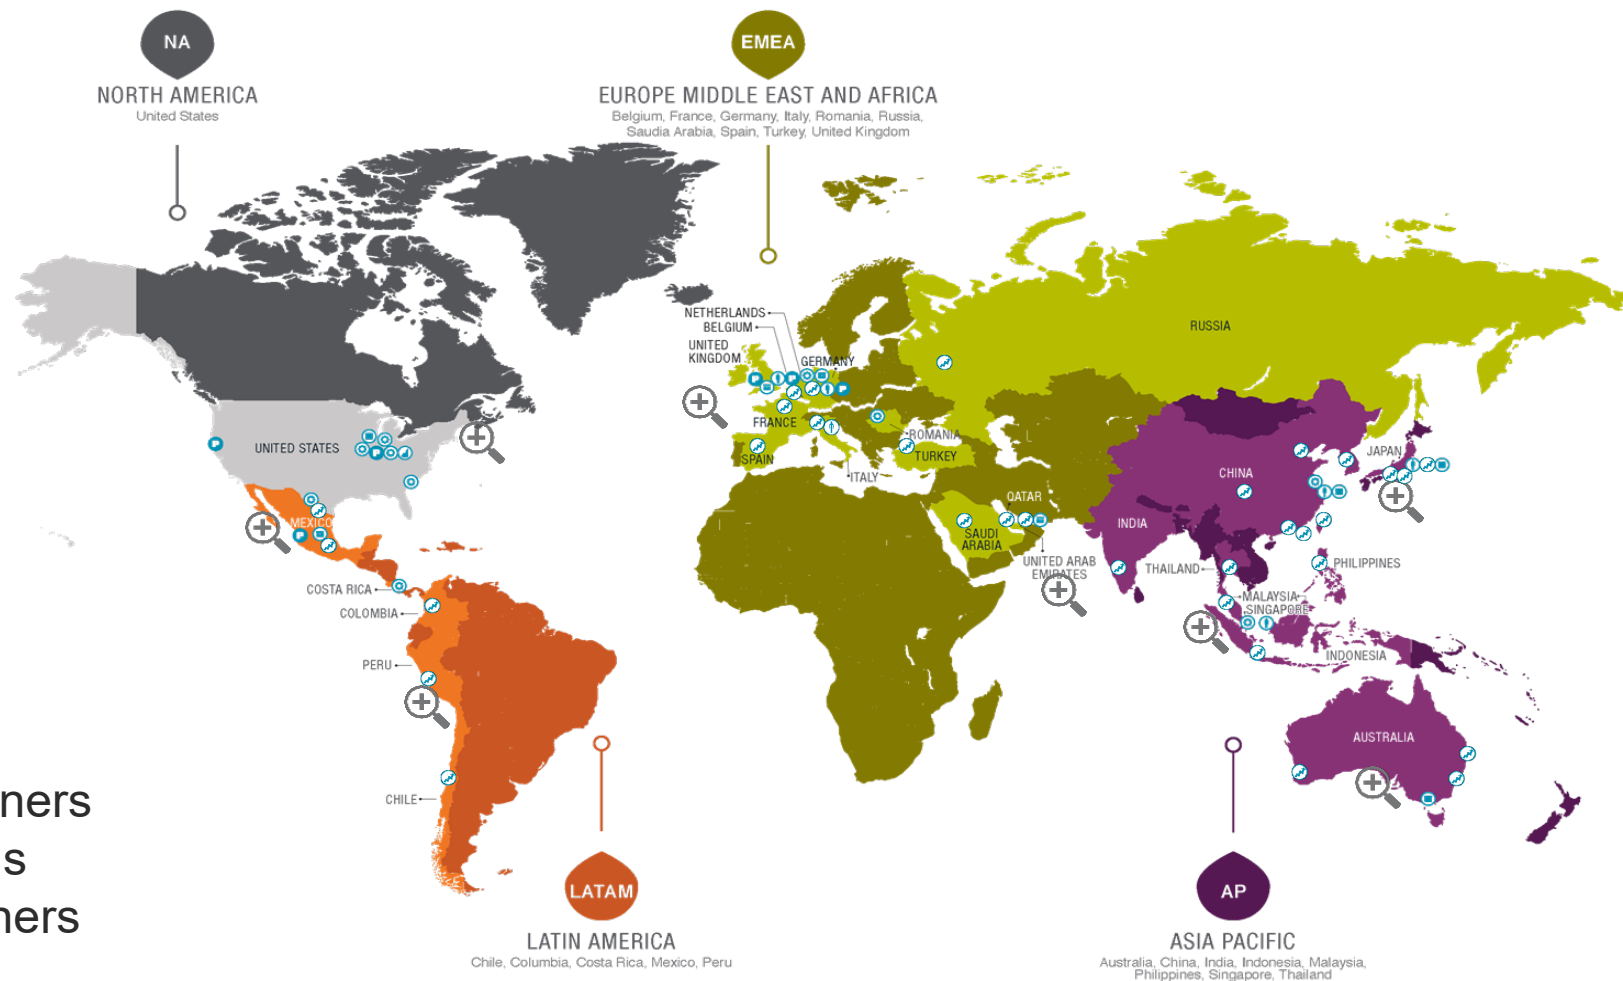 NA
NORTH AMERICA
United States
EMEA
EUROPE MIDDLE EAST AND AFRICA
Belgium, France, Germany, Italy, Romania, Russia,
Saudia Arabia, Spain, Turkey, United Kingdom
NETHERLANDS
BELGIUM
UNITED
KINGDOM
GERMANY
RUSSIA
FRANCE
ROMANIA
SPAIN
TURKEY
ITALY
UNITED STATES
MEXICO
COSTA RICA
COLOMBIA
PERU
CHILE
QATAR
SAUDI
ARABIA
UNITED ARAB
EMIRATES
CHINA
JAPAN
INDIA
THAILAND
PHILIPPINES
MALAYSIA
SINGAPORE
INDONESIA
AUSTRALIA
ners
s
ners
LATAM
LATIN AMERICA
Chile, Columbia, Costa Rica, Mexico, Peru
AP
ASIA PACIFIC
Australia, China, India, Indonesia, Malaysia,
Philippines, Singapore, Thailand